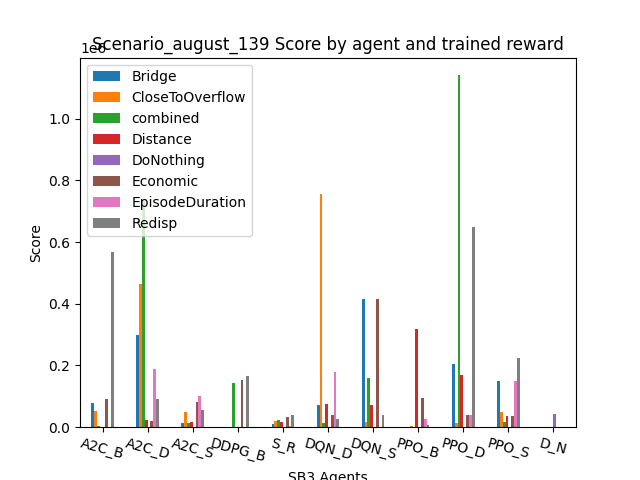 Scenario_august_139 Score by agent and trained reward
1e6
Bridge
CloseToOverflow
combined
Distance
DoNothing
Economic
EpisodeDuration
Redisp
Score
1.0
0.8
0.6
0.4
0.2
0.0
A2C_B A2C_D A2C_S DDPG_B S_R DQN_D DQN_S PPO_B PPO_D PPO_S D_N
SB3 Agents